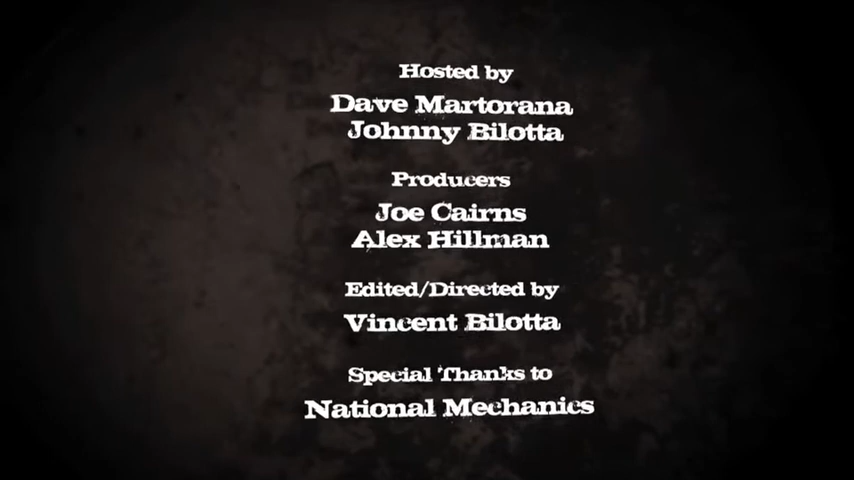 Hosted by
Dave Martorana
Johnny Bilotta
Producers
Joe Cairns
Alex Hillman
Edited/Directed by
Vincent Bilotta
Special Thanks to
National Mechanics